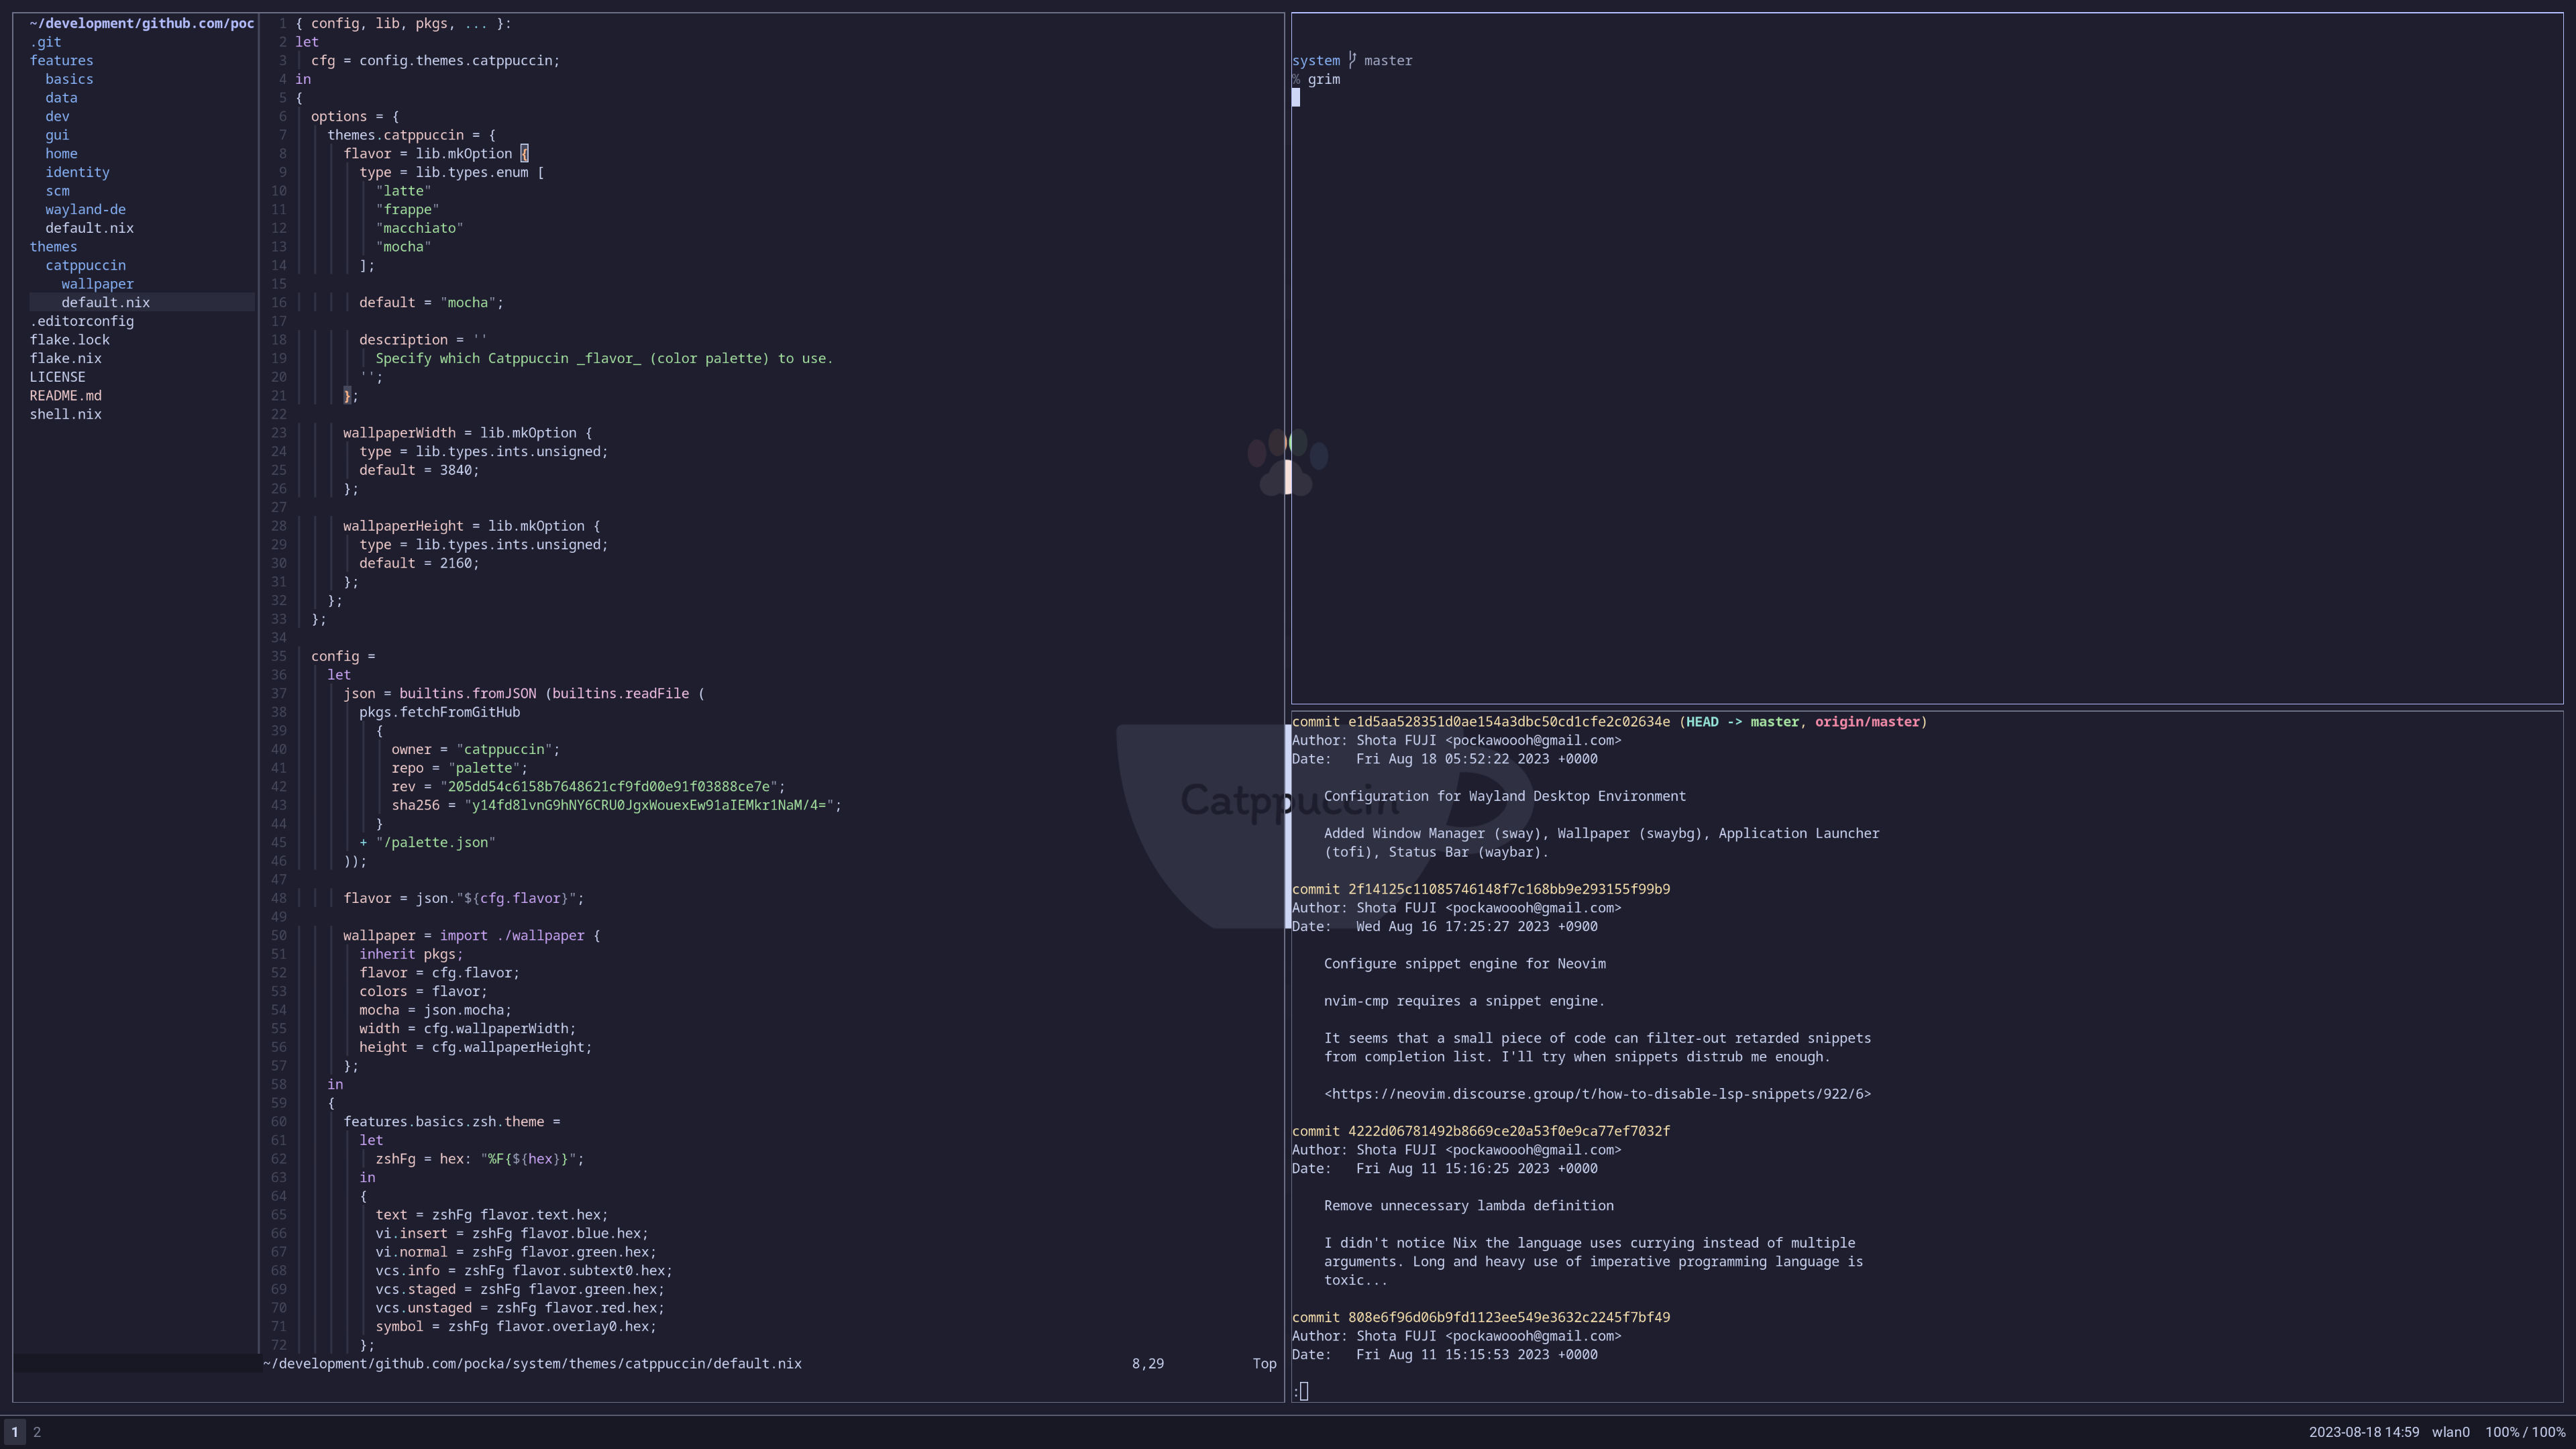 ~/development/github.com/poc
.git
features
basics
data
dev
gui
home
identity
scm
wayland-de
default.nix
themes
catppuccin
wallpaper
default.nix
.editorconfig
flake.lock
flake.nix
LICENSE
README.md
shell.nix
1 { config, lib, pkgs, ... }:
2 let
3 cfg = config.themes.catppuccin;
4 in
5 {
6 options = {
7 themes.catppuccin = {
8 flavor = lib.mkOption {
9 type = lib.types.enum [
10 "latte"
11 "frappe"
12 "macchiato"
13 "mocha"
14 ];
15
16 default = "mocha";
17
18 description = ''
19 Specify which Catppuccin _flavor_ (color palette) to use.
20 '';
21 };
22
23 wallpaperWidth = lib.mkOption {
24 type = lib.types.ints.unsigned;
25 default = 3840;
26 };
27
28 wallpaperHeight = lib.mkOption {
29 type = lib.types.ints.unsigned;
30 default = 2160;
31 };
32 };
33 };
34
35 config =
36 let
37 json = builtins.fromJSON (builtins.readFile (
38 pkgs.fetchFromGitHub
39 {
40 owner = "catppuccin";
41 repo = "palette";
42 rev = "205dd54c6158b7648621cf9fd00e91f03888ce7e";
43 sha256 = "y14fd8lvnG9hNY6CRU0JgxWouexEw91aIEMkr1NaM/4=";
44 }
45 + "/palette.json"
46 ));
47
48 flavor = json."${cfg.flavor}";
49
50 wallpaper = import ./wallpaper {
51 inherit pkgs;
52 flavor = cfg.flavor;
53 colors = flavor;
54 mocha = json.mocha;
55 width = cfg.wallpaperWidth;
56 height = cfg.wallpaperHeight;
57 };
58 in
59 {
60 features.basics.zsh.theme =
61 let
62 zshFg = hex: "%F{${hex}}";
63 in
64 {
65 text = zshFg flavor.text.hex;
66 vi.insert = zshFg flavor.blue.hex;
67 vi.normal = zshFg flavor.green.hex;
68 vcs.info = zshFg flavor.subtext0.hex;
69 vcs.staged = zshFg flavor.green.hex;
70 vcs.unstaged = zshFg flavor.red.hex;
71 symbol = zshFg flavor.overlay0.hex;
72 };
~/development/github.com/pocka/system/themes/catppuccin/default.nix 8,29 Top
system master
% grim
Catppuccin
commit e1d5aa528351d0ae154a3dbc50cd1cfe2c02634e (HEAD -> master, origin/master)
Author: Shota FUJI <pockawoooh@gmail.com>
Date: Fri Aug 18 05:52:22 2023 +0000
Configuration for Wayland Desktop Environment
Added Window Manager (sway), Wallpaper (swaybg), Application Launcher
(tofi), Status Bar (waybar).
commit 2f14125c11085746148f7c168bb9e293155f99b9
Author: Shota FUJI <pockawoooh@gmail.com>
Date: Wed Aug 16 17:25:27 2023 +0900
Configure snippet engine for Neovim
nvim-cmp requires a snippet engine.
It seems that a small piece of code can filter-out retarded snippets
from completion list. I'll try when snippets distrub me enough.
<https://neovim.discourse.group/t/how-to-disable-lsp-snippets/922/6>
commit 4222d06781492b8669ce20a53f0e9ca77ef7032f
Author: Shota FUJI <pockawoooh@gmail.com>
Date: Fri Aug 11 15:16:25 2023 +0000
Remove unnecessary lambda definition
I didn't notice Nix the language uses currying instead of multiple
arguments. Long and heavy use of imperative programming language is
toxic...
commit 808e6f96d06b9fd1123ee549e3632c2245f7bf49
Author: Shota FUJI <pockawoooh@gmail.com>
Date: Fri Aug 11 15:15:53 2023 +0000
:
1 2
2023-08-18 14:59 wlan0 100% / 100%